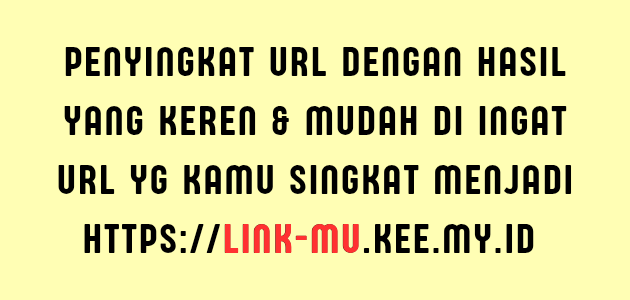 PENYINGKAT URL DENGAN HASIL
YANG KEREN & MUDAH DI INGAT
URL YG KAMU SINGKAT MENJADI
HTTPS://LINK-MU.KEE.MY.ID